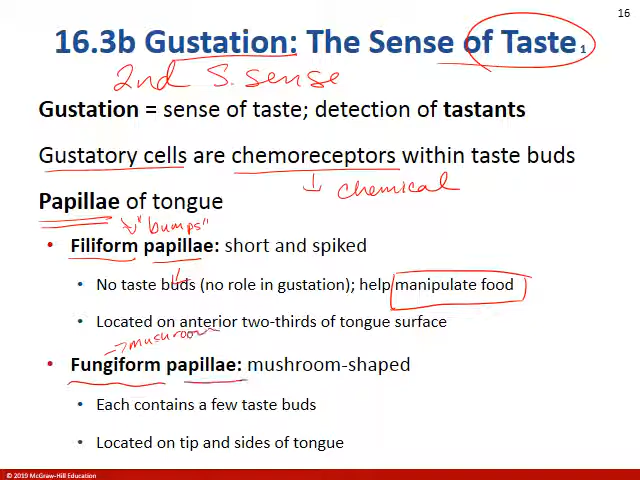 16
16.3b Gustation: The Sense of Taste 1
2nd S. sense
Gustation = sense of taste; detection of tastants
Gustatory cells are chemoreceptors within taste buds
chemical
Papillae of tongue
"bumps"
• Filiform papillae: short and spiked
• No taste buds (no role in gustation); help manipulate food
• Located on anterior two-thirds of tongue surface
mushroom
• Fungiform papillae: mushroom-shaped
• Each contains a few taste buds
• Located on tip and sides of tongue
© 2019 McGraw-Hill Education